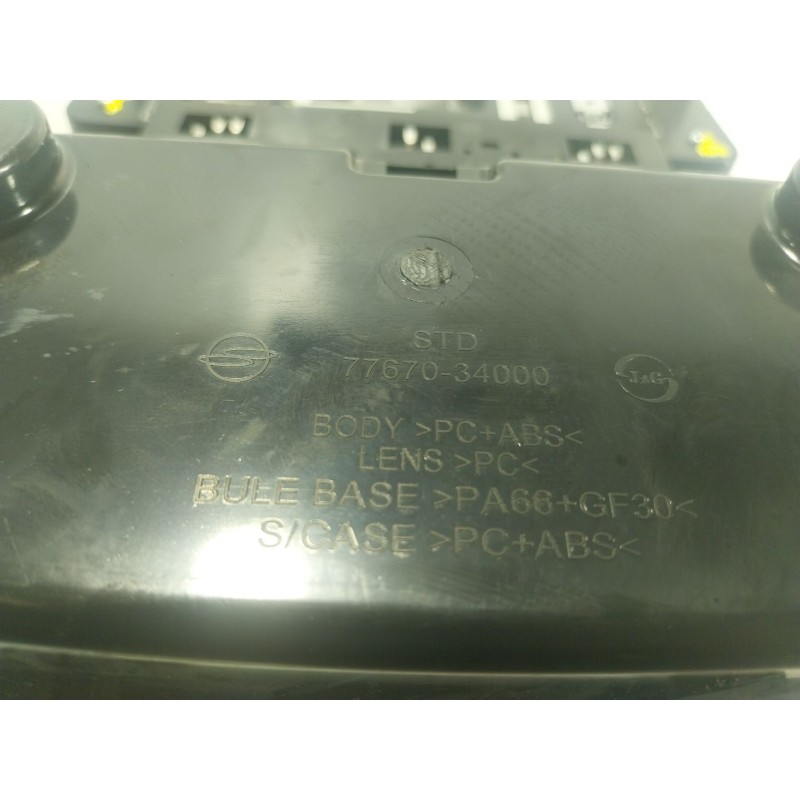 STD
77670-34000
J&G
BODY >PC+ABS<
LENS >PC<
BULE BASE >PA66+GF30<
S/CASE >PC+ABS<